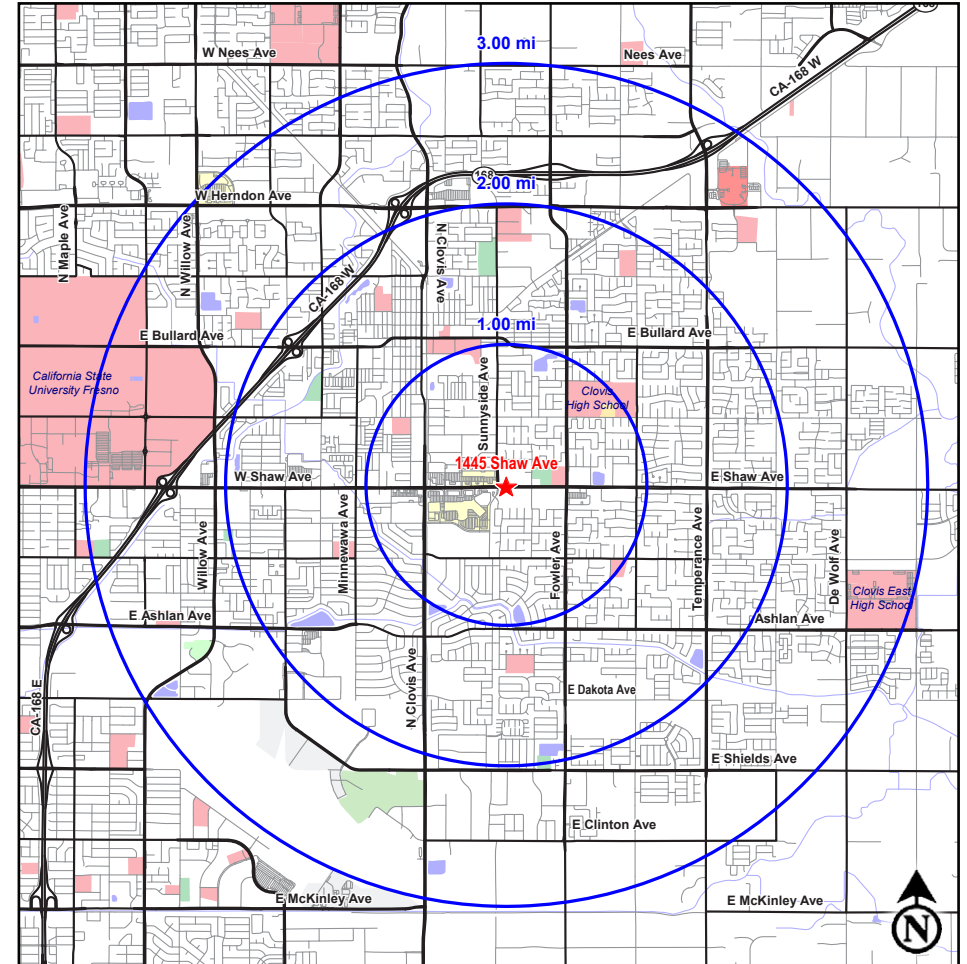 168
3.00 mi
W Nees Ave
Nees Ave
CA-168 W
168
2.00 mi
W Herndon Ave
N Maple Ave
N Willow Ave
N Clovis Ave
CA-168 W
1.00 mi
E Bullard Ave
E Bullard Ave
California State
University Fresno
Sunnyside Ave
Clovis
High School
1445 Shaw Ave
W Shaw Ave
E Shaw Ave
Willow Ave
Minnewawa Ave
Fowler Ave
Temperance Ave
De Wolf Ave
Clovis East
High School
E Ashlan Ave
Ashlan Ave
CA-168 E
N Clovis Ave
E Dakota Ave
E Shields Ave
E Clinton Ave
E McKinley Ave
E McKinley Ave
N